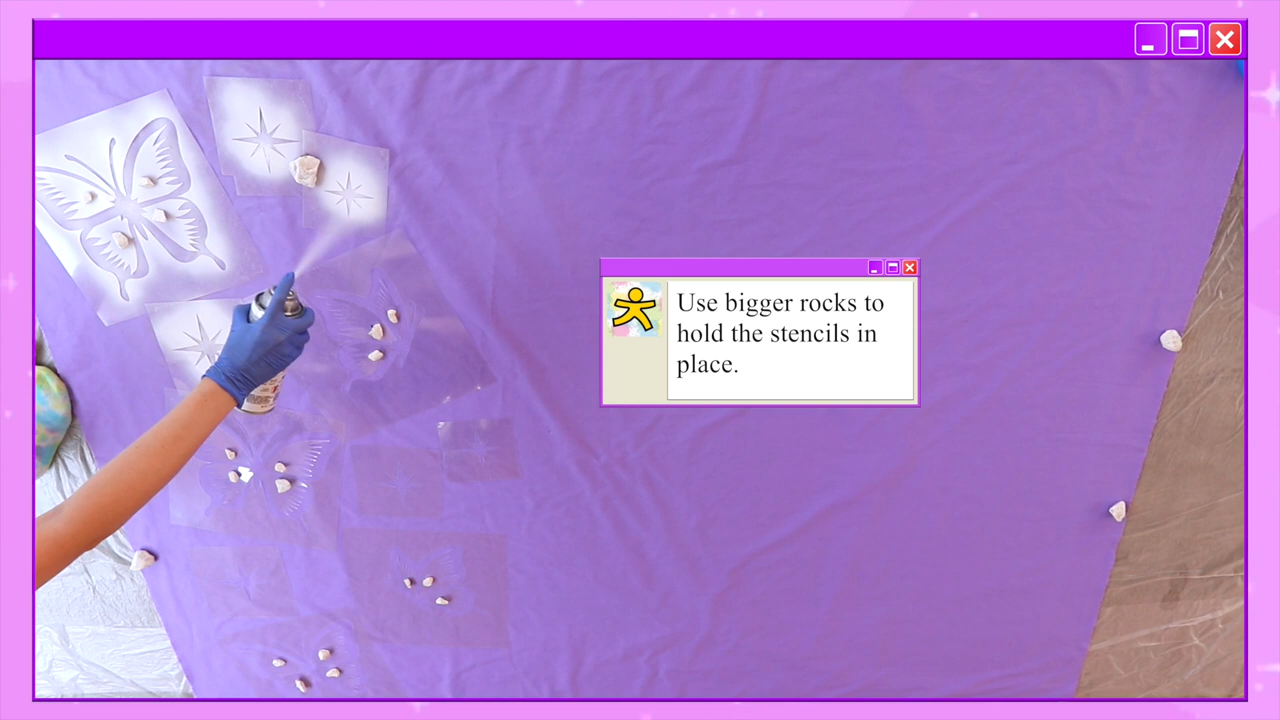 Use bigger rocks to
hold the stencils in
place.